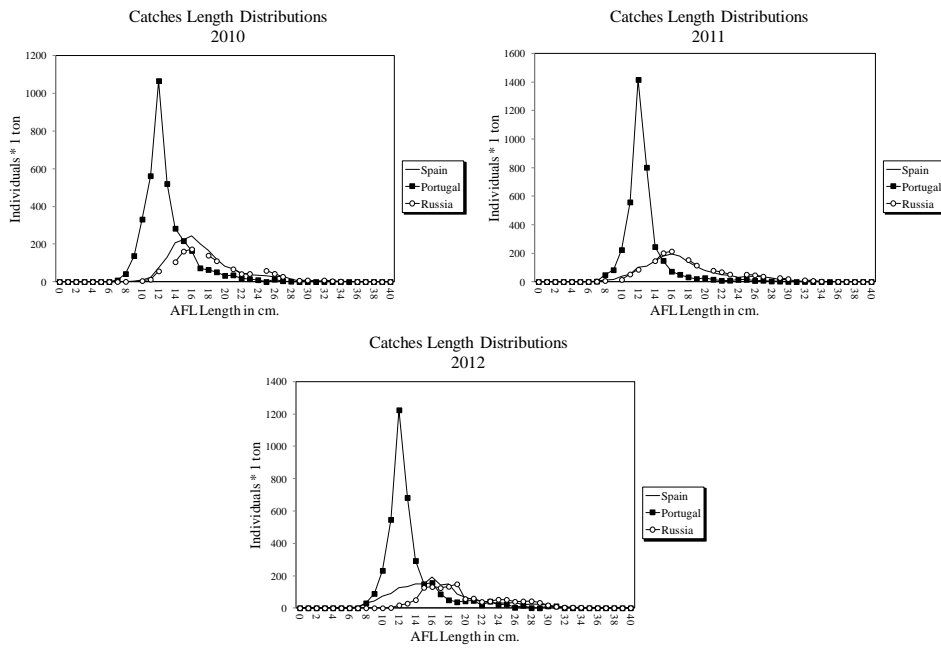 Catches Length Distributions
2010
Individuals * 1 ton
1200
1000
800
600
400
200
0
0 2 4 6 8 10 12 14 16 18 20 22 24 26 28 30 32 34 36 38 40
AFL Length in cm.
Spain
Portugal
Russia
Catches Length Distributions
2011
Individuals * 1 ton
1600
1400
1200
1000
800
600
400
200
0
0 2 4 6 8 10 12 14 16 18 20 22 24 26 28 30 32 34 36 38 40
AFL Length in cm.
Spain
Portugal
Russia
Catches Length Distributions
2012
Individuals * 1 ton
1400
1200
1000
800
600
400
200
0
0 2 4 6 8 10 12 14 16 18 20 22 24 26 28 30 32 34 36 38 40
AFL Length in cm.
Spain
Portugal
Russia